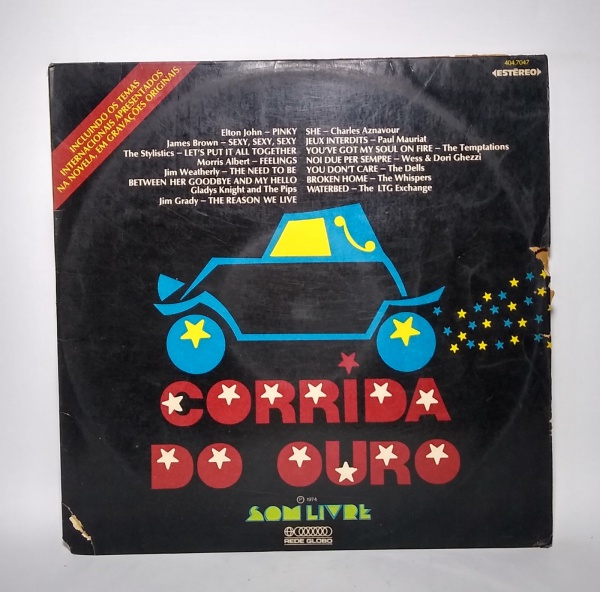 404.7047
ESTÉREO
INCLUINDO OS TEMAS
INTERNACIONAIS APRESENTADOS
NA NOVELA, EM GRAVAÇÕES ORIGINAIS.
Elton John – PINKY
James Brown – SEXY, SEXY, SEXY
The Stylistics – LET'S PUT IT ALL TOGETHER
Morris Albert – FEELINGS
Jim Weatherly – THE NEED TO BE
BETWEEN HER GOODBYE AND MY HELLO
Gladys Knight and The Pips
Jim Grady – THE REASON WE LIVE
SHE – Charles Aznavour
JEUX INTERDITS – Paul Mauriat
YOU'VE GOT MY SOUL ON FIRE – The Temptations
NOI DUE PER SEMPRE – Wess & Dori Ghezzi
YOU DON'T CARE – The Dells
BROKEN HOME – The Whispers
WATERBED – The LTG Exchange
CORRIDA
DO OURO
℗ 1974
SOM LIVRE
REDE GLOBO